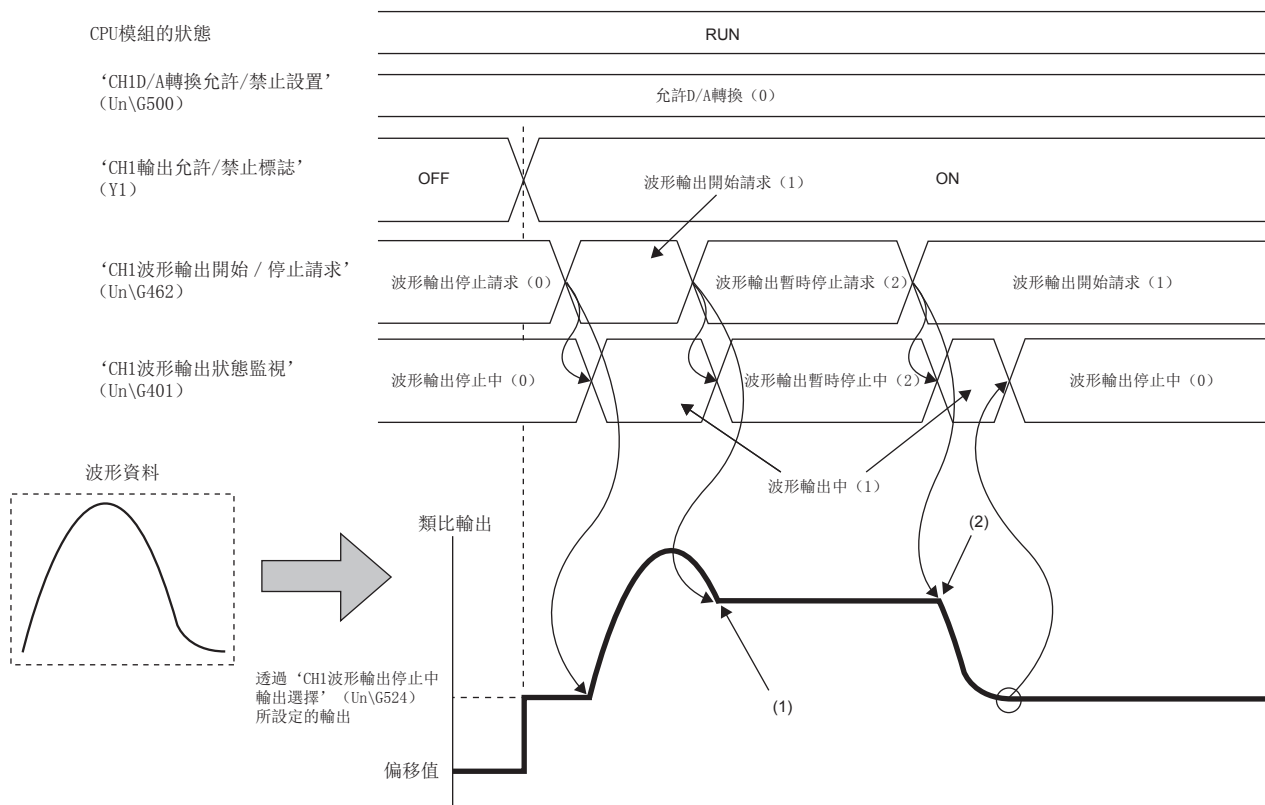 CPU模組的狀態
RUN
‘CH1D/A轉換允許/禁止設置’
（Un\G500）
允許D/A轉換（0）
‘CH1輸出允許/禁止標誌’
（Y1）
OFF
波形輸出開始請求（1）
ON
‘CH1波形輸出開始／停止請求’
（Un\G462）
波形輸出停止請求（0）
波形輸出暫時停止請求（2）
波形輸出開始請求（1）
‘CH1波形輸出狀態監視’
（Un\G401）
波形輸出停止中（0）
波形輸出暫時停止中（2）
波形輸出停止中（0）
波形資料
波形輸出中（1）
類比輸出
(2)
透過‘CH1波形輸出停止中
輸出選擇’（Un\G524）
所設定的輸出
(1)
偏移值